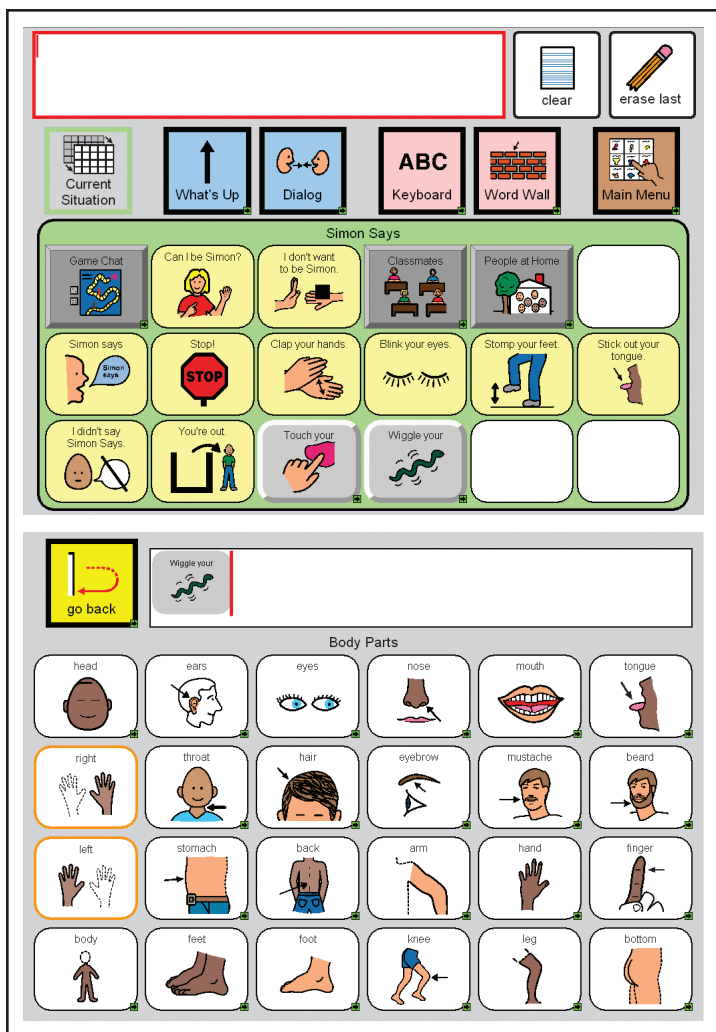 clear
erase last
Current
Situation
What's Up
Dialog
ABC
Keyboard
Word Wall
Main Menu
Simon Says
Game Chat
Can I be Simon?
I don't want
to be Simon.
Classmates
People at Home
Simon says
Simon
says
Stop!
STOP
Clap your hands.
Blink your eyes.
Stomp your feet.
Stick out your
tongue.
I didn't say
Simon Says.
You're out.
Touch your
Wiggle your
go back
Wiggle your
Body Parts
head
ears
eyes
nose
mouth
tongue
right
throat
hair
eyebrow
mustache
beard
left
stomach
back
arm
hand
finger
body
feet
foot
knee
leg
bottom